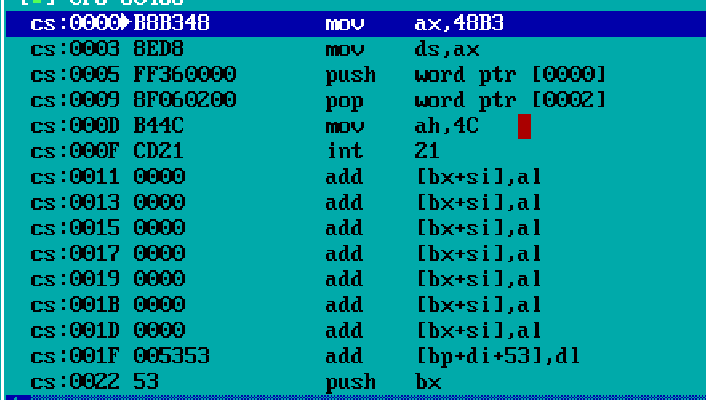 cs:0000▶B8B348 mov ax,48B3
cs:0003 8ED8 mov ds,ax
cs:0005 FF360000 push word ptr [0000]
cs:0009 8F060200 pop word ptr [0002]
cs:000D B44C mov ah,4C
cs:000F CD21 int 21
cs:0011 0000 add [bx+si],al
cs:0013 0000 add [bx+si],al
cs:0015 0000 add [bx+si],al
cs:0017 0000 add [bx+si],al
cs:0019 0000 add [bx+si],al
cs:001B 0000 add [bx+si],al
cs:001D 0000 add [bx+si],al
cs:001F 005353 add [bp+di+53],dl
cs:0022 53 push bx